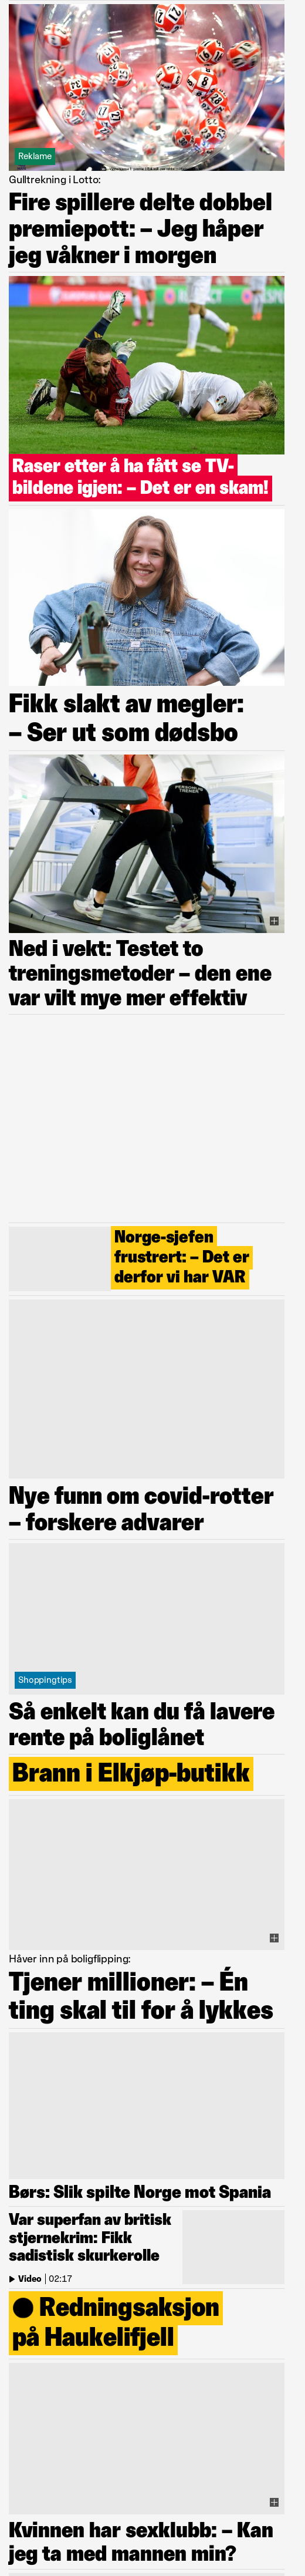 Reklame
Gulltrekning i Lotto:
Fire spillere delte dobbel
premiepott: – Jeg håper
jeg våkner i morgen
Raser etter å ha fått se TV-
bildene igjen: – Det er en skam!
Fikk slakt av megler:
– Ser ut som dødsbo
PERSONLIG
TRENER
Ned i vekt: Testet to
treningsmetoder – den ene
var vilt mye mer effektiv
Norge-sjefen
frustrert: – Det er
derfor vi har VAR
Nye funn om covid-rotter
– forskere advarer
Shoppingtips
Så enkelt kan du få lavere
rente på boliglånet
Brann i Elkjøp-butikk
Håver inn på boligflipping:
Tjener millioner: – Én
ting skal til for å lykkes
Børs: Slik spilte Norge mot Spania
Var superfan av britisk
stjernekrim: Fikk
sadistisk skurkerolle
Video | 02:17
Redningsaksjon
på Haukelifjell
Kvinnen har sexklubb: – Kan
jeg ta med mannen min?